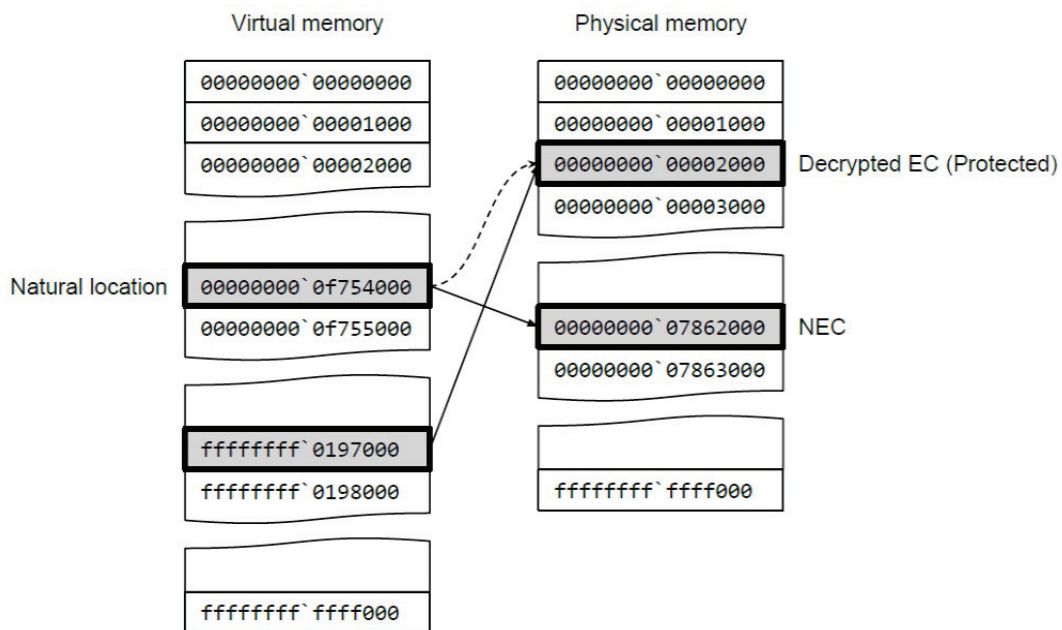 Virtual memory
00000000`00000000
00000000`00001000
00000000`00002000
Natural location
00000000`0f754000
00000000`0f755000
ffffffff`0197000
ffffffff`0198000
ffffffff`ffff000
Physical memory
00000000`00000000
00000000`00001000
00000000`00002000
Decrypted EC (Protected)
00000000`00003000
00000000`07862000
NEC
00000000`07863000
ffffffff`ffff000